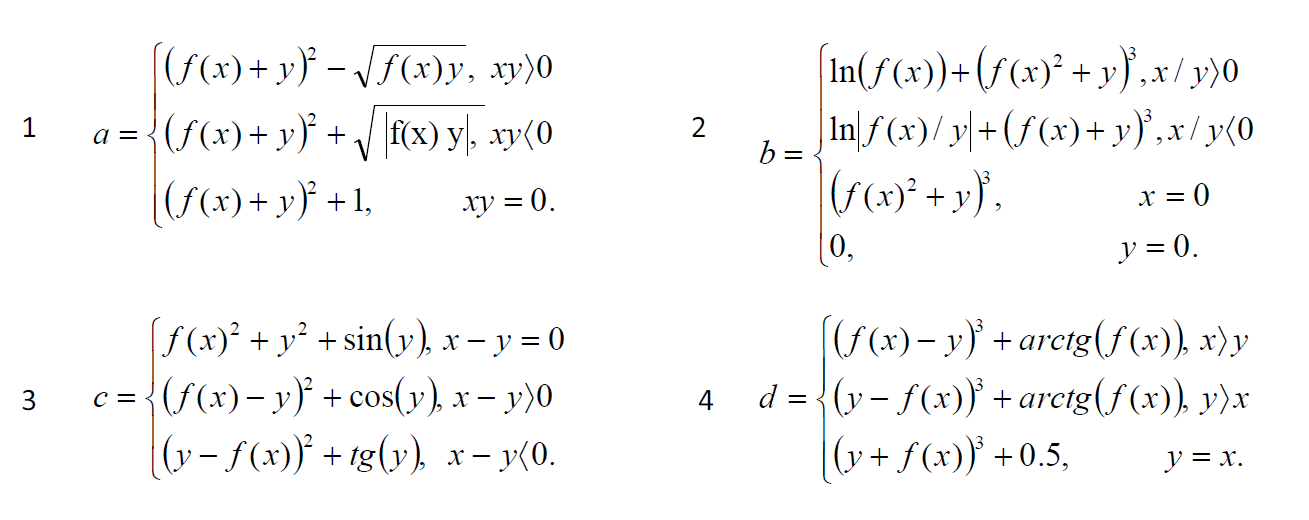 1 a = { (f(x) + y)² − √f(x)y, xy⟩0
(f(x) + y)² + √|f(x) y|, xy⟨0
(f(x) + y)² + 1, xy = 0.
2 b = { ln(f(x)) + (f(x)² + y)³, x / y⟩0
ln|f(x) / y| + (f(x) + y)³, x / y⟨0
(f(x)² + y)³, x = 0
0, y = 0.
3 c = { f(x)² + y² + sin(y), x − y = 0
(f(x) − y)² + cos(y), x − y⟩0
(y − f(x))² + tg(y), x − y⟨0.
4 d = { (f(x) − y)³ + arctg(f(x)), x⟩y
(y − f(x))³ + arctg(f(x)), y⟩x
(y + f(x))³ + 0.5, y = x.